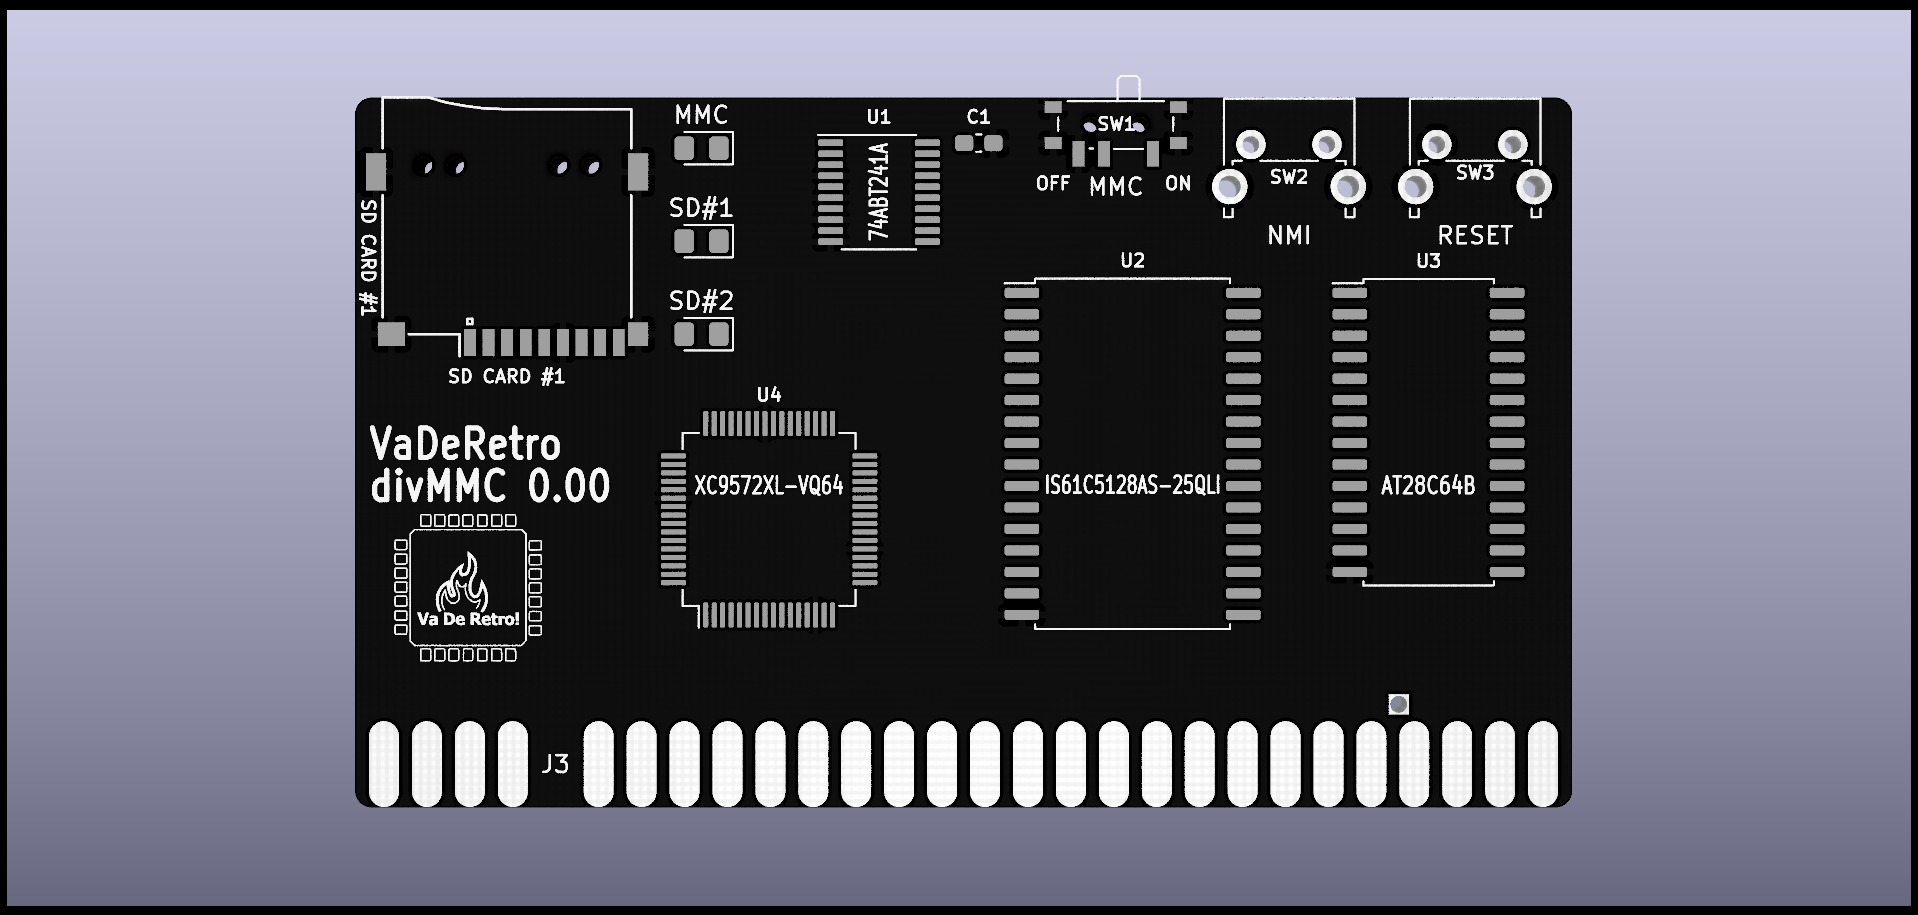 MMC
U1
C1
SW1
OFF
MMC
ON
SW2
SW3
NMI
RESET
74ABT241A
SD CARD #1
SD#1
SD#2
SD CARD #1
U2
U3
U4
VaDeRetro
divMMC 0.00
XC9572XL-VQ64
IS61C5128AS-25QLI
AT28C64B
Va De Retro!
J3